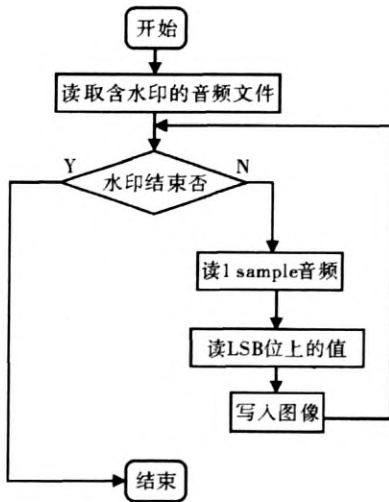 开始
读取含水印的音频文件
Y
N
水印结束否
读1 sample音频
读LSB位上的值
写入图像
结束